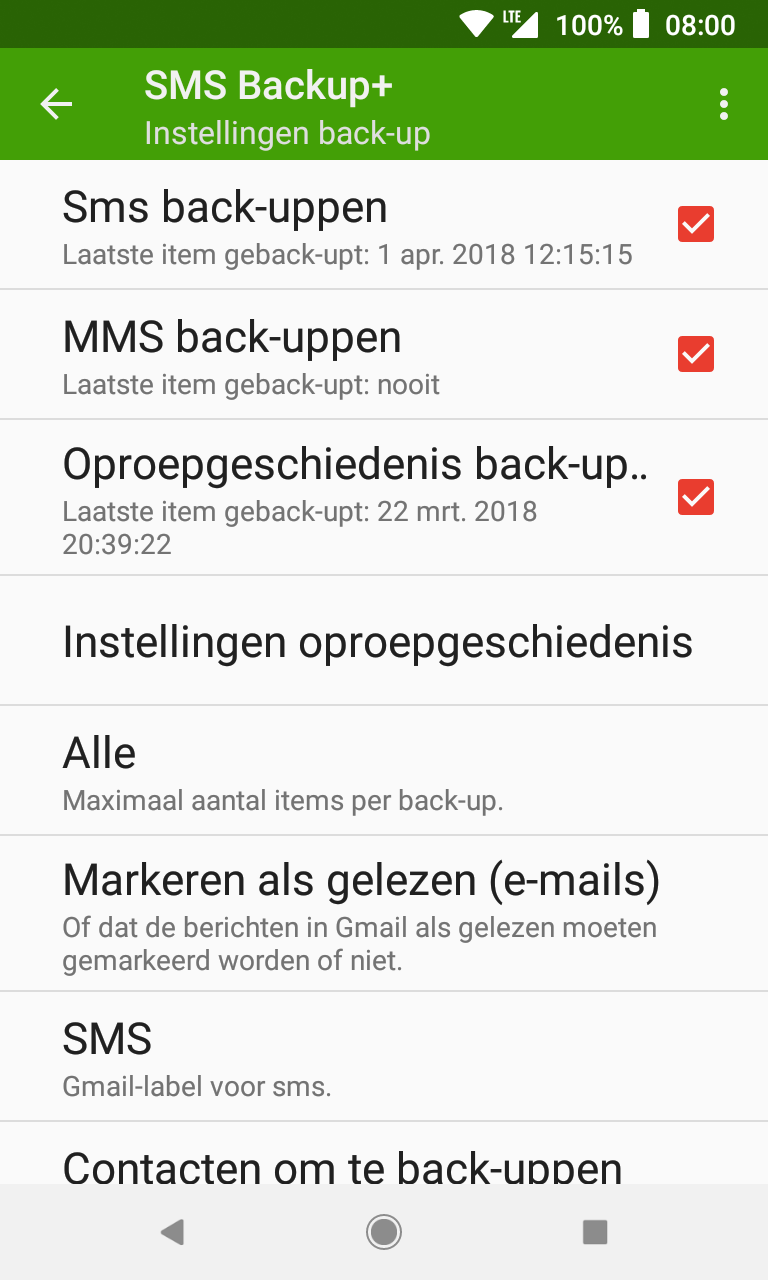 LTE 100% 08:00
SMS Backup+
Instellingen back-up
Sms back-uppen
Laatste item geback-upt: 1 apr. 2018 12:15:15
MMS back-uppen
Laatste item geback-upt: nooit
Oproepgeschiedenis back-up..
Laatste item geback-upt: 22 mrt. 2018
20:39:22
Instellingen oproepgeschiedenis
Alle
Maximaal aantal items per back-up.
Markeren als gelezen (e-mails)
Of dat de berichten in Gmail als gelezen moeten
gemarkeerd worden of niet.
SMS
Gmail-label voor sms.
Contacten om te back-uppen